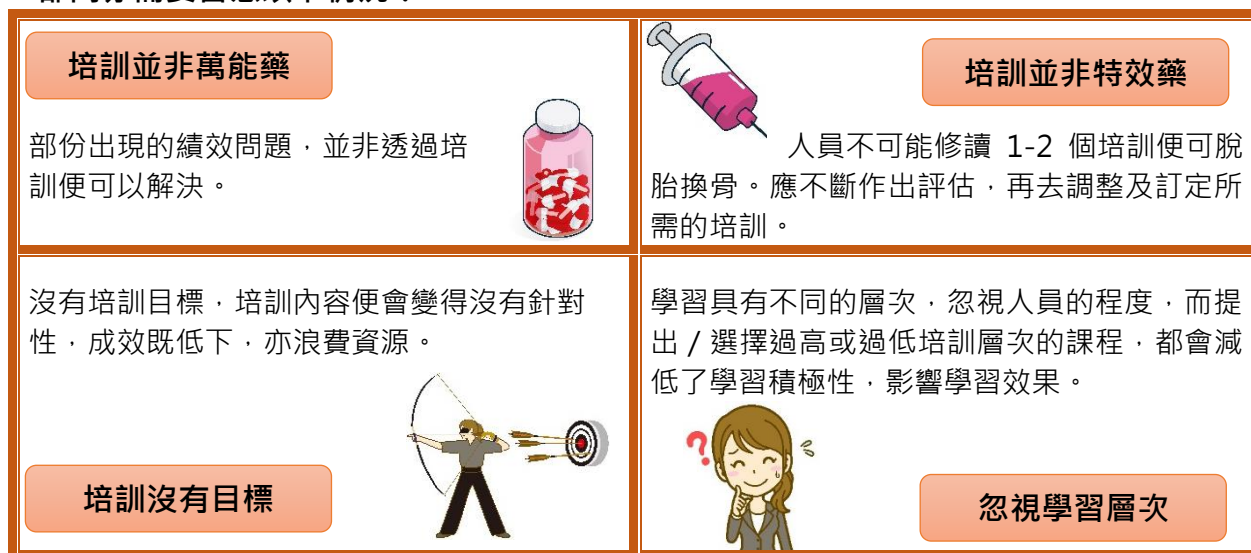 培訓並非萬能藥
部份出現的績效問題，並非透過培
訓便可以解決。
培訓並非特效藥
人員不可能修讀 1-2 個培訓便可脫
胎換骨。應不斷作出評估，再去調整及訂定所
需的培訓。
沒有培訓目標，培訓內容便會變得沒有針對
性，成效既低下，亦浪費資源。
培訓沒有目標
學習具有不同的層次，忽視人員的程度，而提
出 / 選擇過高或過低培訓層次的課程，都會減
低了學習積極性，影響學習效果。
忽視學習層次